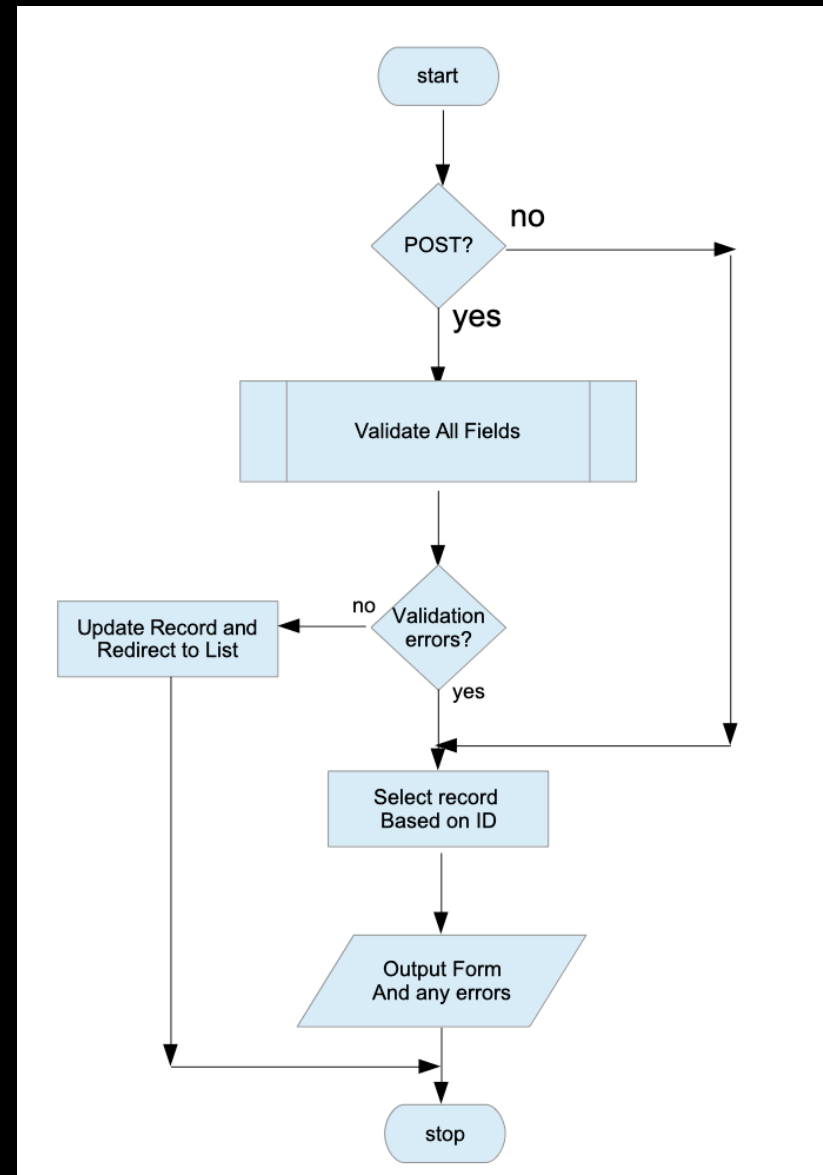 start
POST?
no
yes
Validate All Fields
no
Validation
errors?
Update Record and
Redirect to List
yes
Select record
Based on ID
Output Form
And any errors
stop